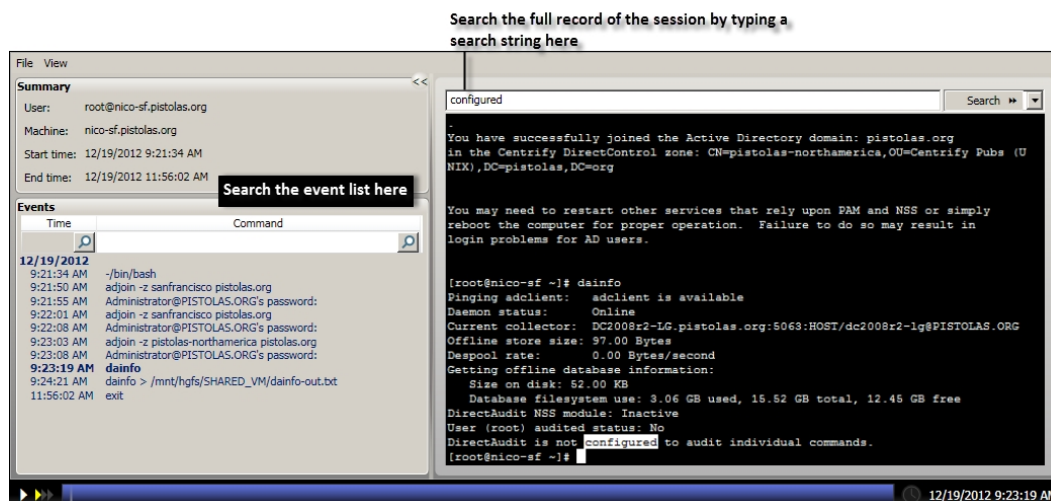 Search the full record of the session by typing a
search string here
File View
Summary
<<
User: root@nico-sf.pistolas.org
Machine: nico-sf.pistolas.org
Start time: 12/19/2012 9:21:34 AM
End time: 12/19/2012 11:56:02 AM
Search the event list here
Events
Time Command
12/19/2012
9:21:34 AM -/bin/bash
9:21:50 AM adjoin -z sanfrancisco pistolas.org
9:21:55 AM Administrator@PISTOLAS.ORG's password:
9:22:01 AM adjoin -z sanfrancisco pistolas.org
9:22:08 AM Administrator@PISTOLAS.ORG's password:
9:23:03 AM adjoin -z pistolas-northamerica pistolas.org
9:23:08 AM Administrator@PISTOLAS.ORG's password:
9:23:19 AM dainfo
9:24:21 AM dainfo > /mnt/hgfs/SHARED_VM/dainfo-out.txt
11:56:02 AM exit
configured
Search
.
You have successfully joined the Active Directory domain: pistolas.org
in the Centrify DirectControl zone: CN=pistolas-northamerica,OU=Centrify Pubs (U
NIX),DC=pistolas,DC=org
You may need to restart other services that rely upon PAM and NSS or simply
reboot the computer for proper operation. Failure to do so may result in
login problems for AD users.
[root@nico-sf ~]# dainfo
Pinging adclient: adclient is available
Daemon status: Online
Current collector: DC2008r2-LG.pistolas.org:5063:HOST/dc2008r2-lg@PISTOLAS.ORG
Offline store size: 97.00 Bytes
Despool rate: 0.00 Bytes/second
Getting offline database information:
Size on disk: 52.00 KB
Database filesystem use: 3.06 GB used, 15.52 GB total, 12.45 GB free
DirectAudit NSS module: Inactive
User (root) audited status: No
DirectAudit is not configured to audit individual commands.
[root@nico-sf ~]#
12/19/2012 9:23:19 AM